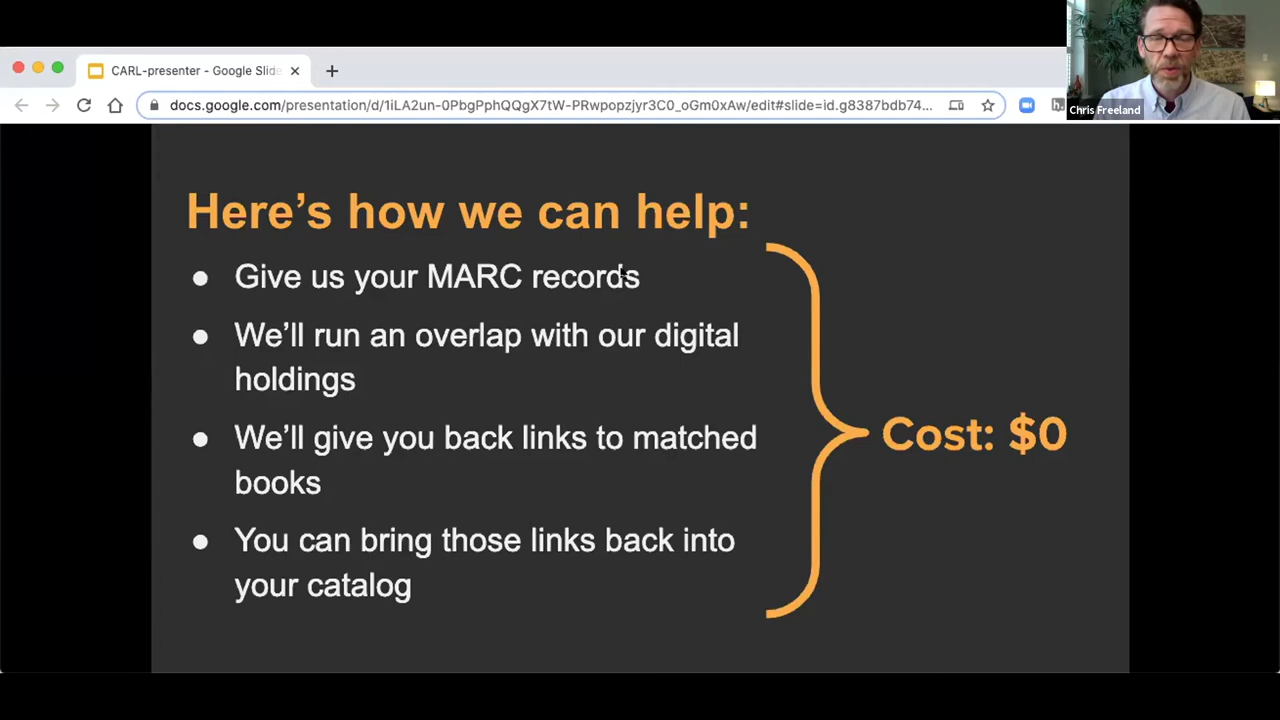 CARL-presenter - Google Slide
docs.google.com/presentation/d/1iLA2un-0PbgPphQQgX7tW-PRwpopzjyr3C0_oGm0xAw/edit#slide=id.g8387bdb74...
h.
Chris Freeland
Here's how we can help:
● Give us your MARC records
● We'll run an overlap with our digital
holdings
● We'll give you back links to matched
books
● You can bring those links back into
your catalog
Cost: $0